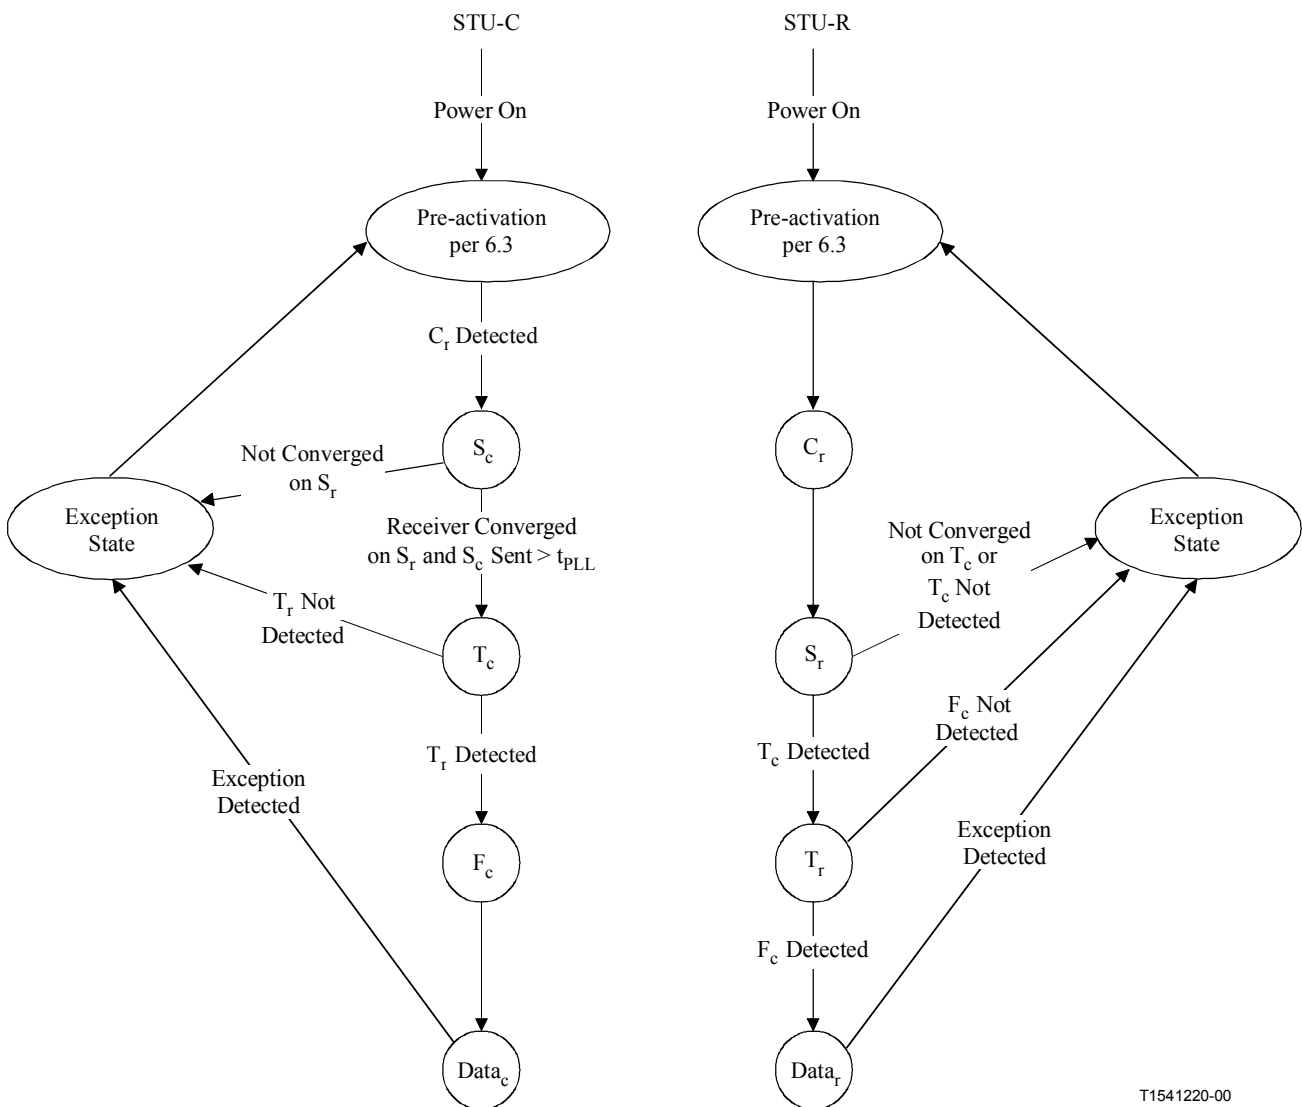 STU-C
STU-R
Power On
Power On
Pre-activation
per 6.3
Pre-activation
per 6.3
Cr Detected
Sc
Cr
Not Converged
on Sr
Exception
State
Receiver Converged
on Sr and Sc Sent > tPLL
Not Converged
on Tc or
Tc Not
Detected
Exception
State
Tr Not
Detected
Tc
Sr
Fc Not
Detected
Tr Detected
Tc Detected
Exception
Detected
Exception
Detected
Fc
Tr
Fc Detected
Datac
Datar
T1541220-00